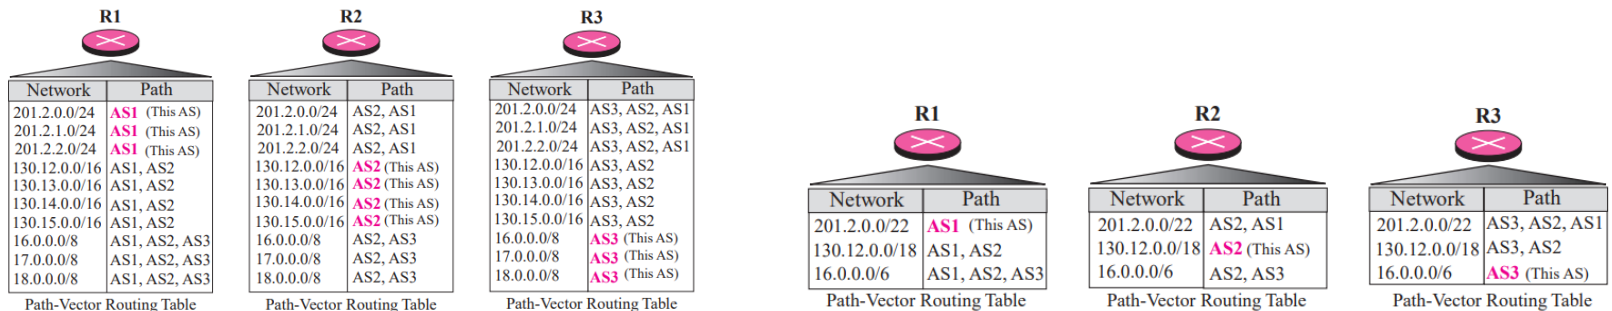 R1
Network Path
201.2.0.0/24 AS1 (This AS)
201.2.1.0/24 AS1 (This AS)
201.2.2.0/24 AS1 (This AS)
130.12.0.0/16 AS1, AS2
130.13.0.0/16 AS1, AS2
130.14.0.0/16 AS1, AS2
130.15.0.0/16 AS1, AS2
16.0.0.0/8 AS1, AS2, AS3
17.0.0.0/8 AS1, AS2, AS3
18.0.0.0/8 AS1, AS2, AS3
Path-Vector Routing Table
R2
Network Path
201.2.0.0/24 AS2, AS1
201.2.1.0/24 AS2, AS1
201.2.2.0/24 AS2, AS1
130.12.0.0/16 AS2 (This AS)
130.13.0.0/16 AS2 (This AS)
130.14.0.0/16 AS2 (This AS)
130.15.0.0/16 AS2 (This AS)
16.0.0.0/8 AS2, AS3
17.0.0.0/8 AS2, AS3
18.0.0.0/8 AS2, AS3
Path-Vector Routing Table
R3
Network Path
201.2.0.0/24 AS3, AS2, AS1
201.2.1.0/24 AS3, AS2, AS1
201.2.2.0/24 AS3, AS2, AS1
130.12.0.0/16 AS3, AS2
130.13.0.0/16 AS3, AS2
130.14.0.0/16 AS3, AS2
130.15.0.0/16 AS3, AS2
16.0.0.0/8 AS3 (This AS)
17.0.0.0/8 AS3 (This AS)
18.0.0.0/8 AS3 (This AS)
Path-Vector Routing Table
R1
Network Path
201.2.0.0/22 AS1 (This AS)
130.12.0.0/18 AS1, AS2
16.0.0.0/6 AS1, AS2, AS3
Path-Vector Routing Table
R2
Network Path
201.2.0.0/22 AS2, AS1
130.12.0.0/18 AS2 (This AS)
16.0.0.0/6 AS2, AS3
Path-Vector Routing Table
R3
Network Path
201.2.0.0/22 AS3, AS2, AS1
130.12.0.0/18 AS3, AS2
16.0.0.0/6 AS3 (This AS)
Path-Vector Routing Table